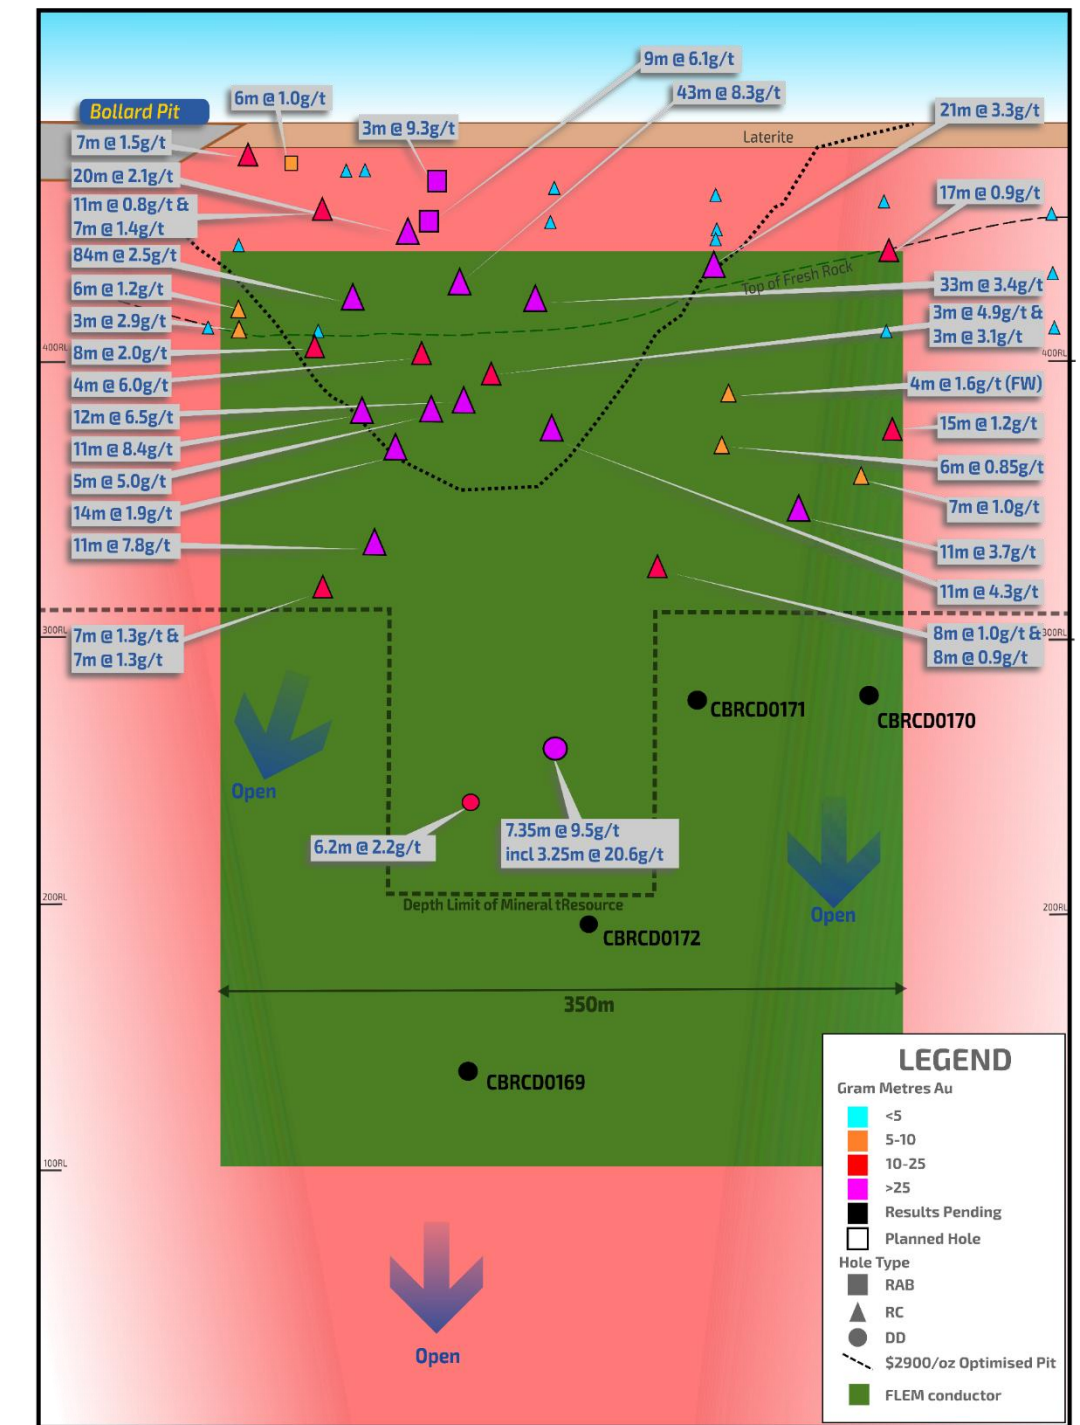 9m @ 6.1g/t
43m @ 8.3g/t
6m @ 1.0g/t
Bollard Pit
3m @ 9.3g/t
21m @ 3.3g/t
Laterite
7m @ 1.5g/t
20m @ 2.1g/t
11m @ 0.8g/t &
7m @ 1.4g/t
17m @ 0.9g/t
84m @ 2.5g/t
Top of Fresh Rock
6m @ 1.2g/t
33m @ 3.4g/t
3m @ 2.9g/t
3m @ 4.9g/t &
3m @ 3.1g/t
400RL
8m @ 2.0g/t
400RL
4m @ 6.0g/t
4m @ 1.6g/t (FW)
12m @ 6.5g/t
15m @ 1.2g/t
11m @ 8.4g/t
6m @ 0.85g/t
5m @ 5.0g/t
7m @ 1.0g/t
14m @ 1.9g/t
11m @ 7.8g/t
11m @ 3.7g/t
11m @ 4.3g/t
300RL
7m @ 1.3g/t &
7m @ 1.3g/t
8m @ 1.0g/t &
8m @ 0.9g/t
300RL
CBRCD0171
CBRCD0170
Open
6.2m @ 2.2g/t
7.35m @ 9.5g/t
incl 3.25m @ 20.6g/t
200RL
Depth Limit of Mineral tResource
200RL
Open
CBRCD0172
350m
CBRCD0169
100RL
Open
LEGEND
Gram Metres Au
<5
5-10
10-25
>25
Results Pending
Planned Hole
Hole Type
RAB
RC
DD
$2900/oz Optimised Pit
FLEM conductor